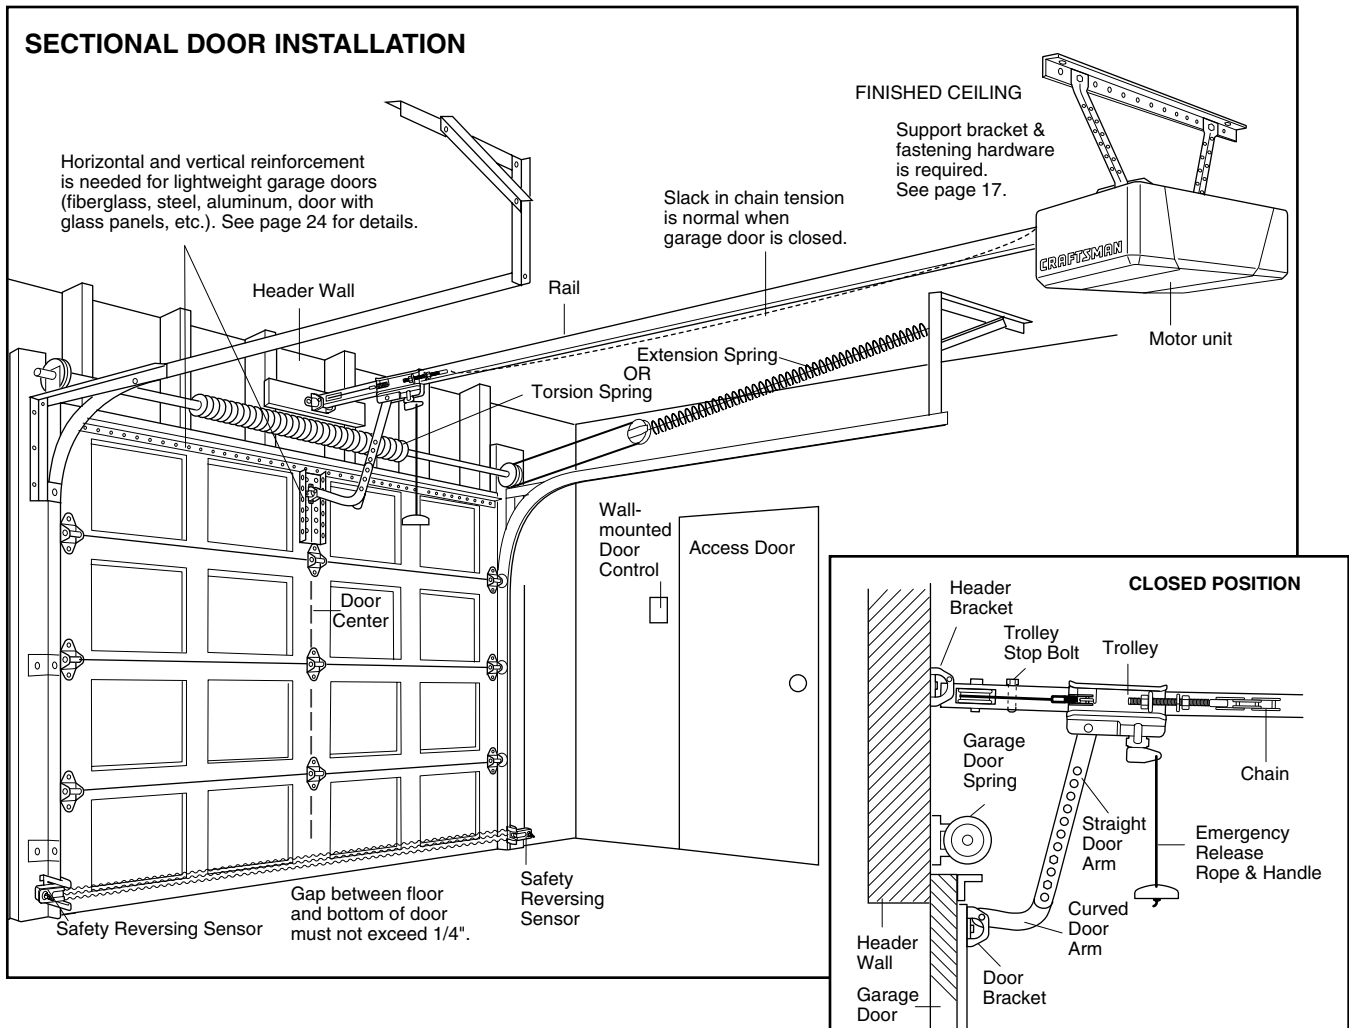 SECTIONAL DOOR INSTALLATION
FINISHED CEILING
Support bracket &
fastening hardware
is required.
See page 17.
Horizontal and vertical reinforcement
is needed for lightweight garage doors
(fiberglass, steel, aluminum, door with
glass panels, etc.). See page 24 for details.
Slack in chain tension
is normal when
garage door is closed.
CRAFTSMAN
Header Wall
Rail
Motor unit
Extension Spring
OR
Torsion Spring
Wall-
mounted
Door
Control
Access Door
Door
Center
Gap between floor
and bottom of door
must not exceed 1/4".
Safety Reversing Sensor
Safety
Reversing
Sensor
CLOSED POSITION
Header
Bracket
Trolley
Stop Bolt
Trolley
Garage
Door
Spring
Chain
Straight
Door
Arm
Emergency
Release
Rope & Handle
Curved
Door
Arm
Header
Wall
Door
Bracket
Garage
Door